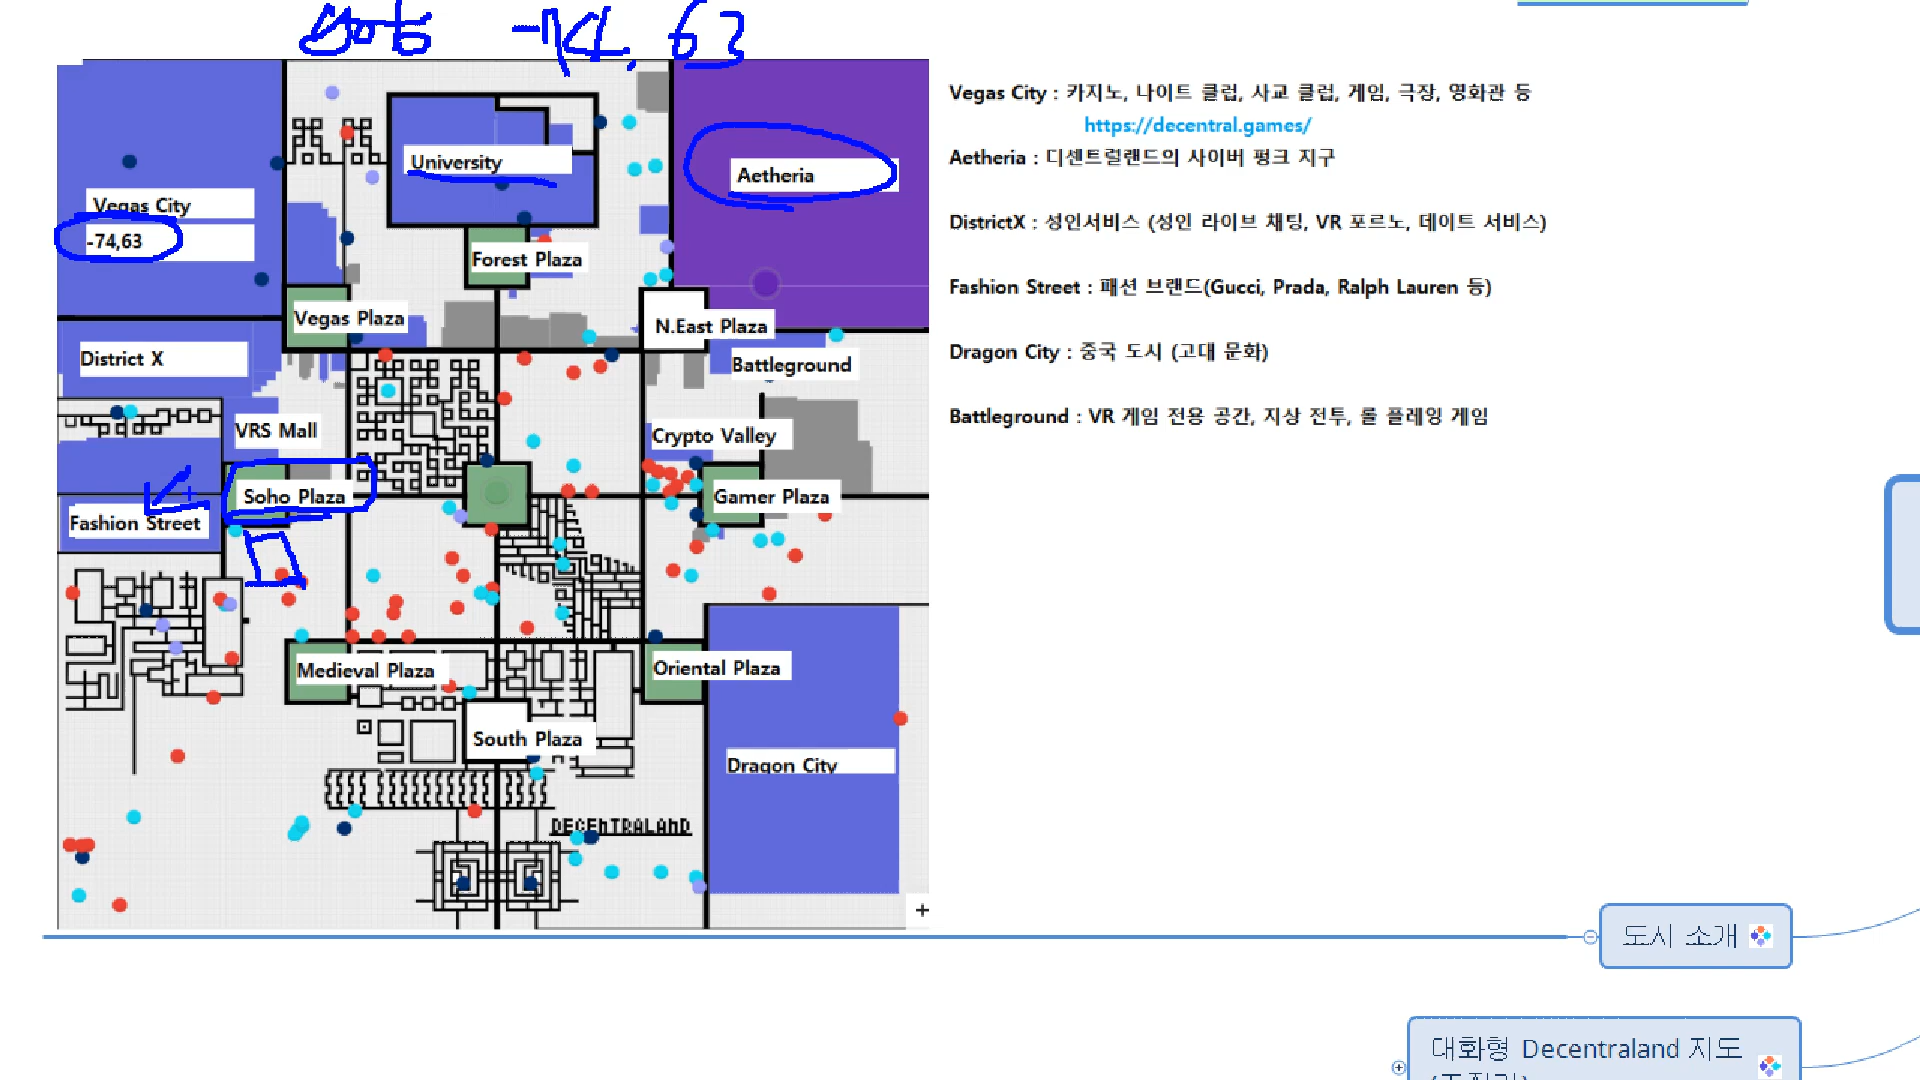 -74, 63
Vegas City
-74,63
University
Aetheria
Forest Plaza
Vegas Plaza
N.East Plaza
District X
Battleground
VRS Mall
Crypto Valley
Soho Plaza
Gamer Plaza
Fashion Street
Medieval Plaza
Oriental Plaza
South Plaza
Dragon City
DECENTRALAND
Vegas City : 카지노, 나이트 클럽, 사교 클럽, 게임, 극장, 영화관 등
https://decentral.games/
Aetheria : 디센트럴랜드의 사이버 펑크 지구
DistrictX : 성인서비스 (성인 라이브 채팅, VR 포르노, 데이트 서비스)
Fashion Street : 패션 브랜드(Gucci, Prada, Ralph Lauren 등)
Dragon City : 중국 도시 (고대 문화)
Battleground : VR 게임 전용 공간, 지상 전투, 롤 플레잉 게임
도시 소개
대화형 Decentraland 지도